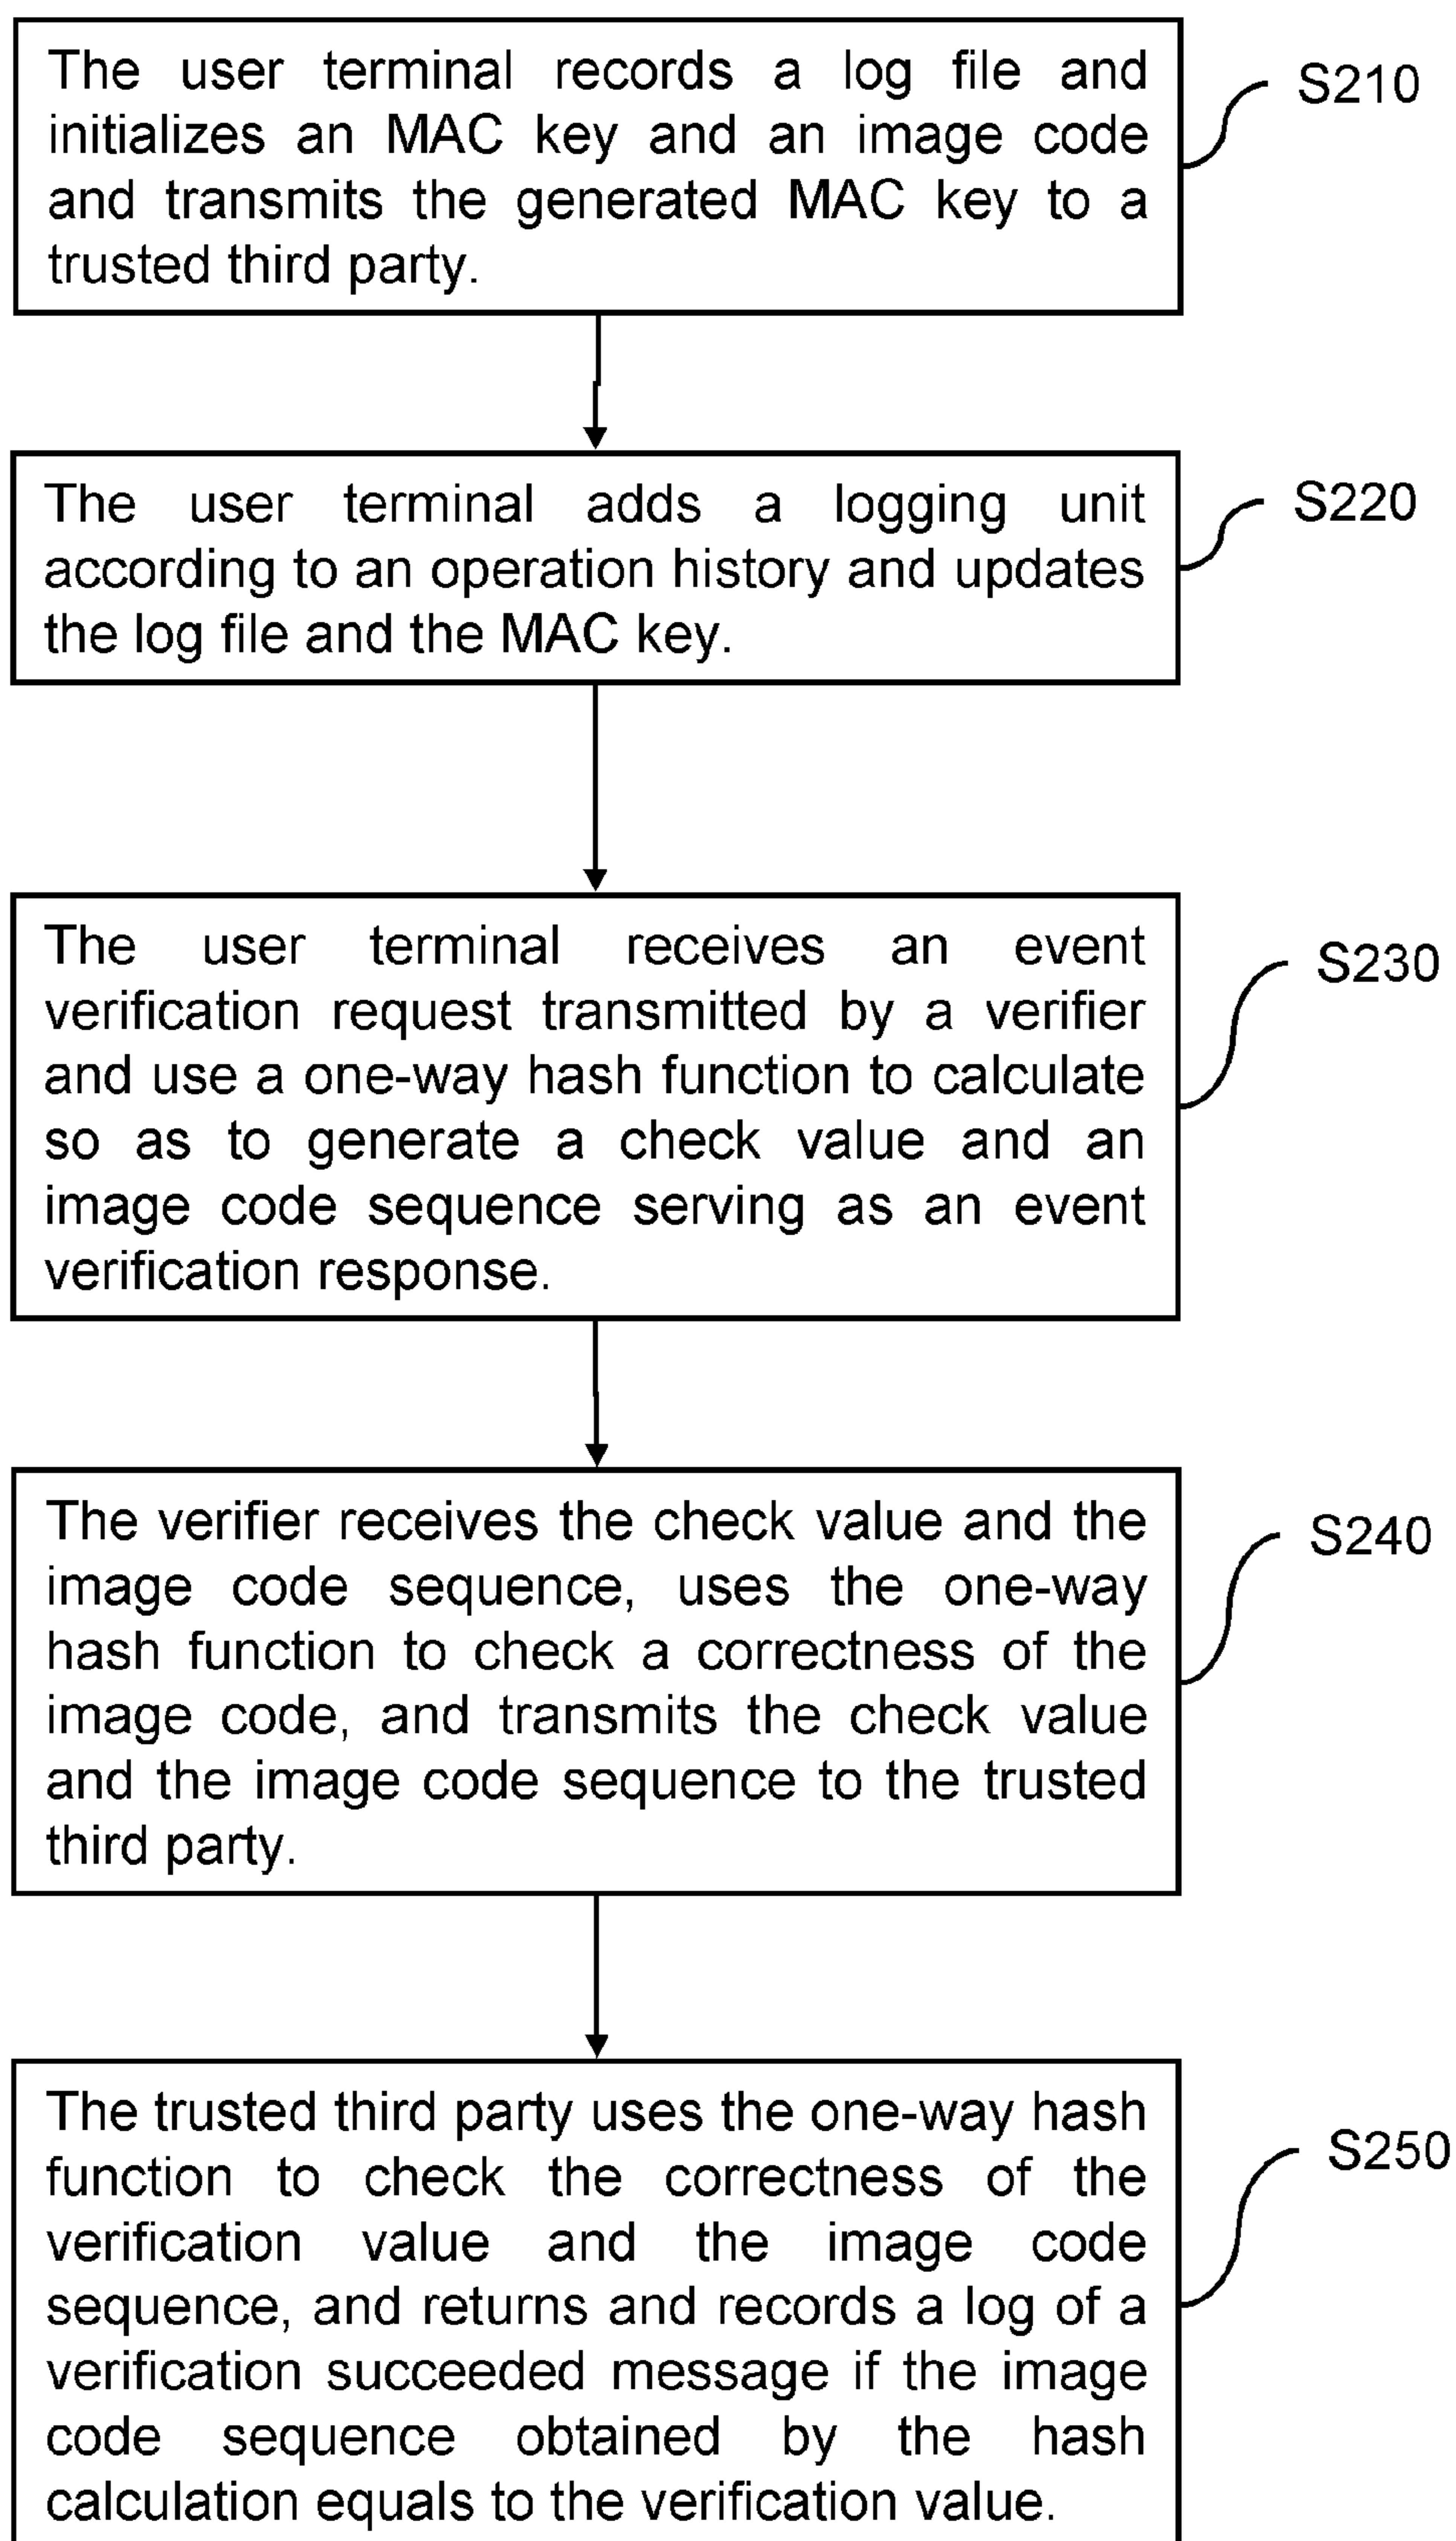 The user terminal records a log file and
initializes an MAC key and an image code
and transmits the generated MAC key to a
trusted third party.
S210
The user terminal adds a logging unit
according to an operation history and updates
the log file and the MAC key.
S220
The user terminal receives an event
verification request transmitted by a verifier
and use a one-way hash function to calculate
so as to generate a check value and an
image code sequence serving as an event
verification response.
S230
The verifier receives the check value and the
image code sequence, uses the one-way
hash function to check a correctness of the
image code, and transmits the check value
and the image code sequence to the trusted
third party.
S240
The trusted third party uses the one-way hash
function to check the correctness of the
verification value and the image code
sequence, and returns and records a log of a
verification succeeded message if the image
code sequence obtained by the hash
calculation equals to the verification value.
S250